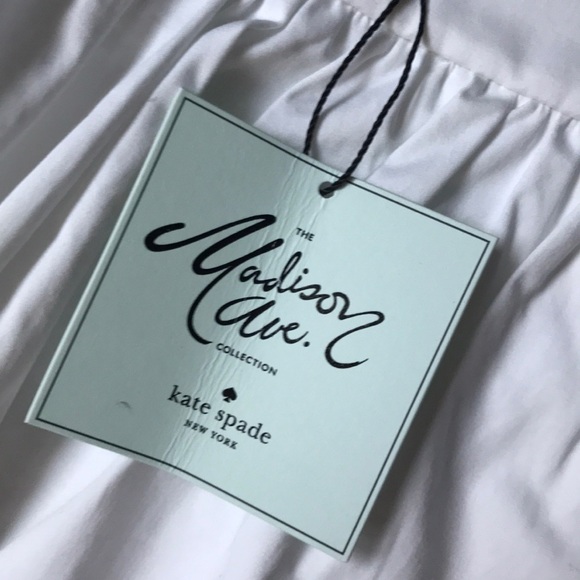 THE
Madison
Ave.
COLLECTION
kate spade
NEW YORK